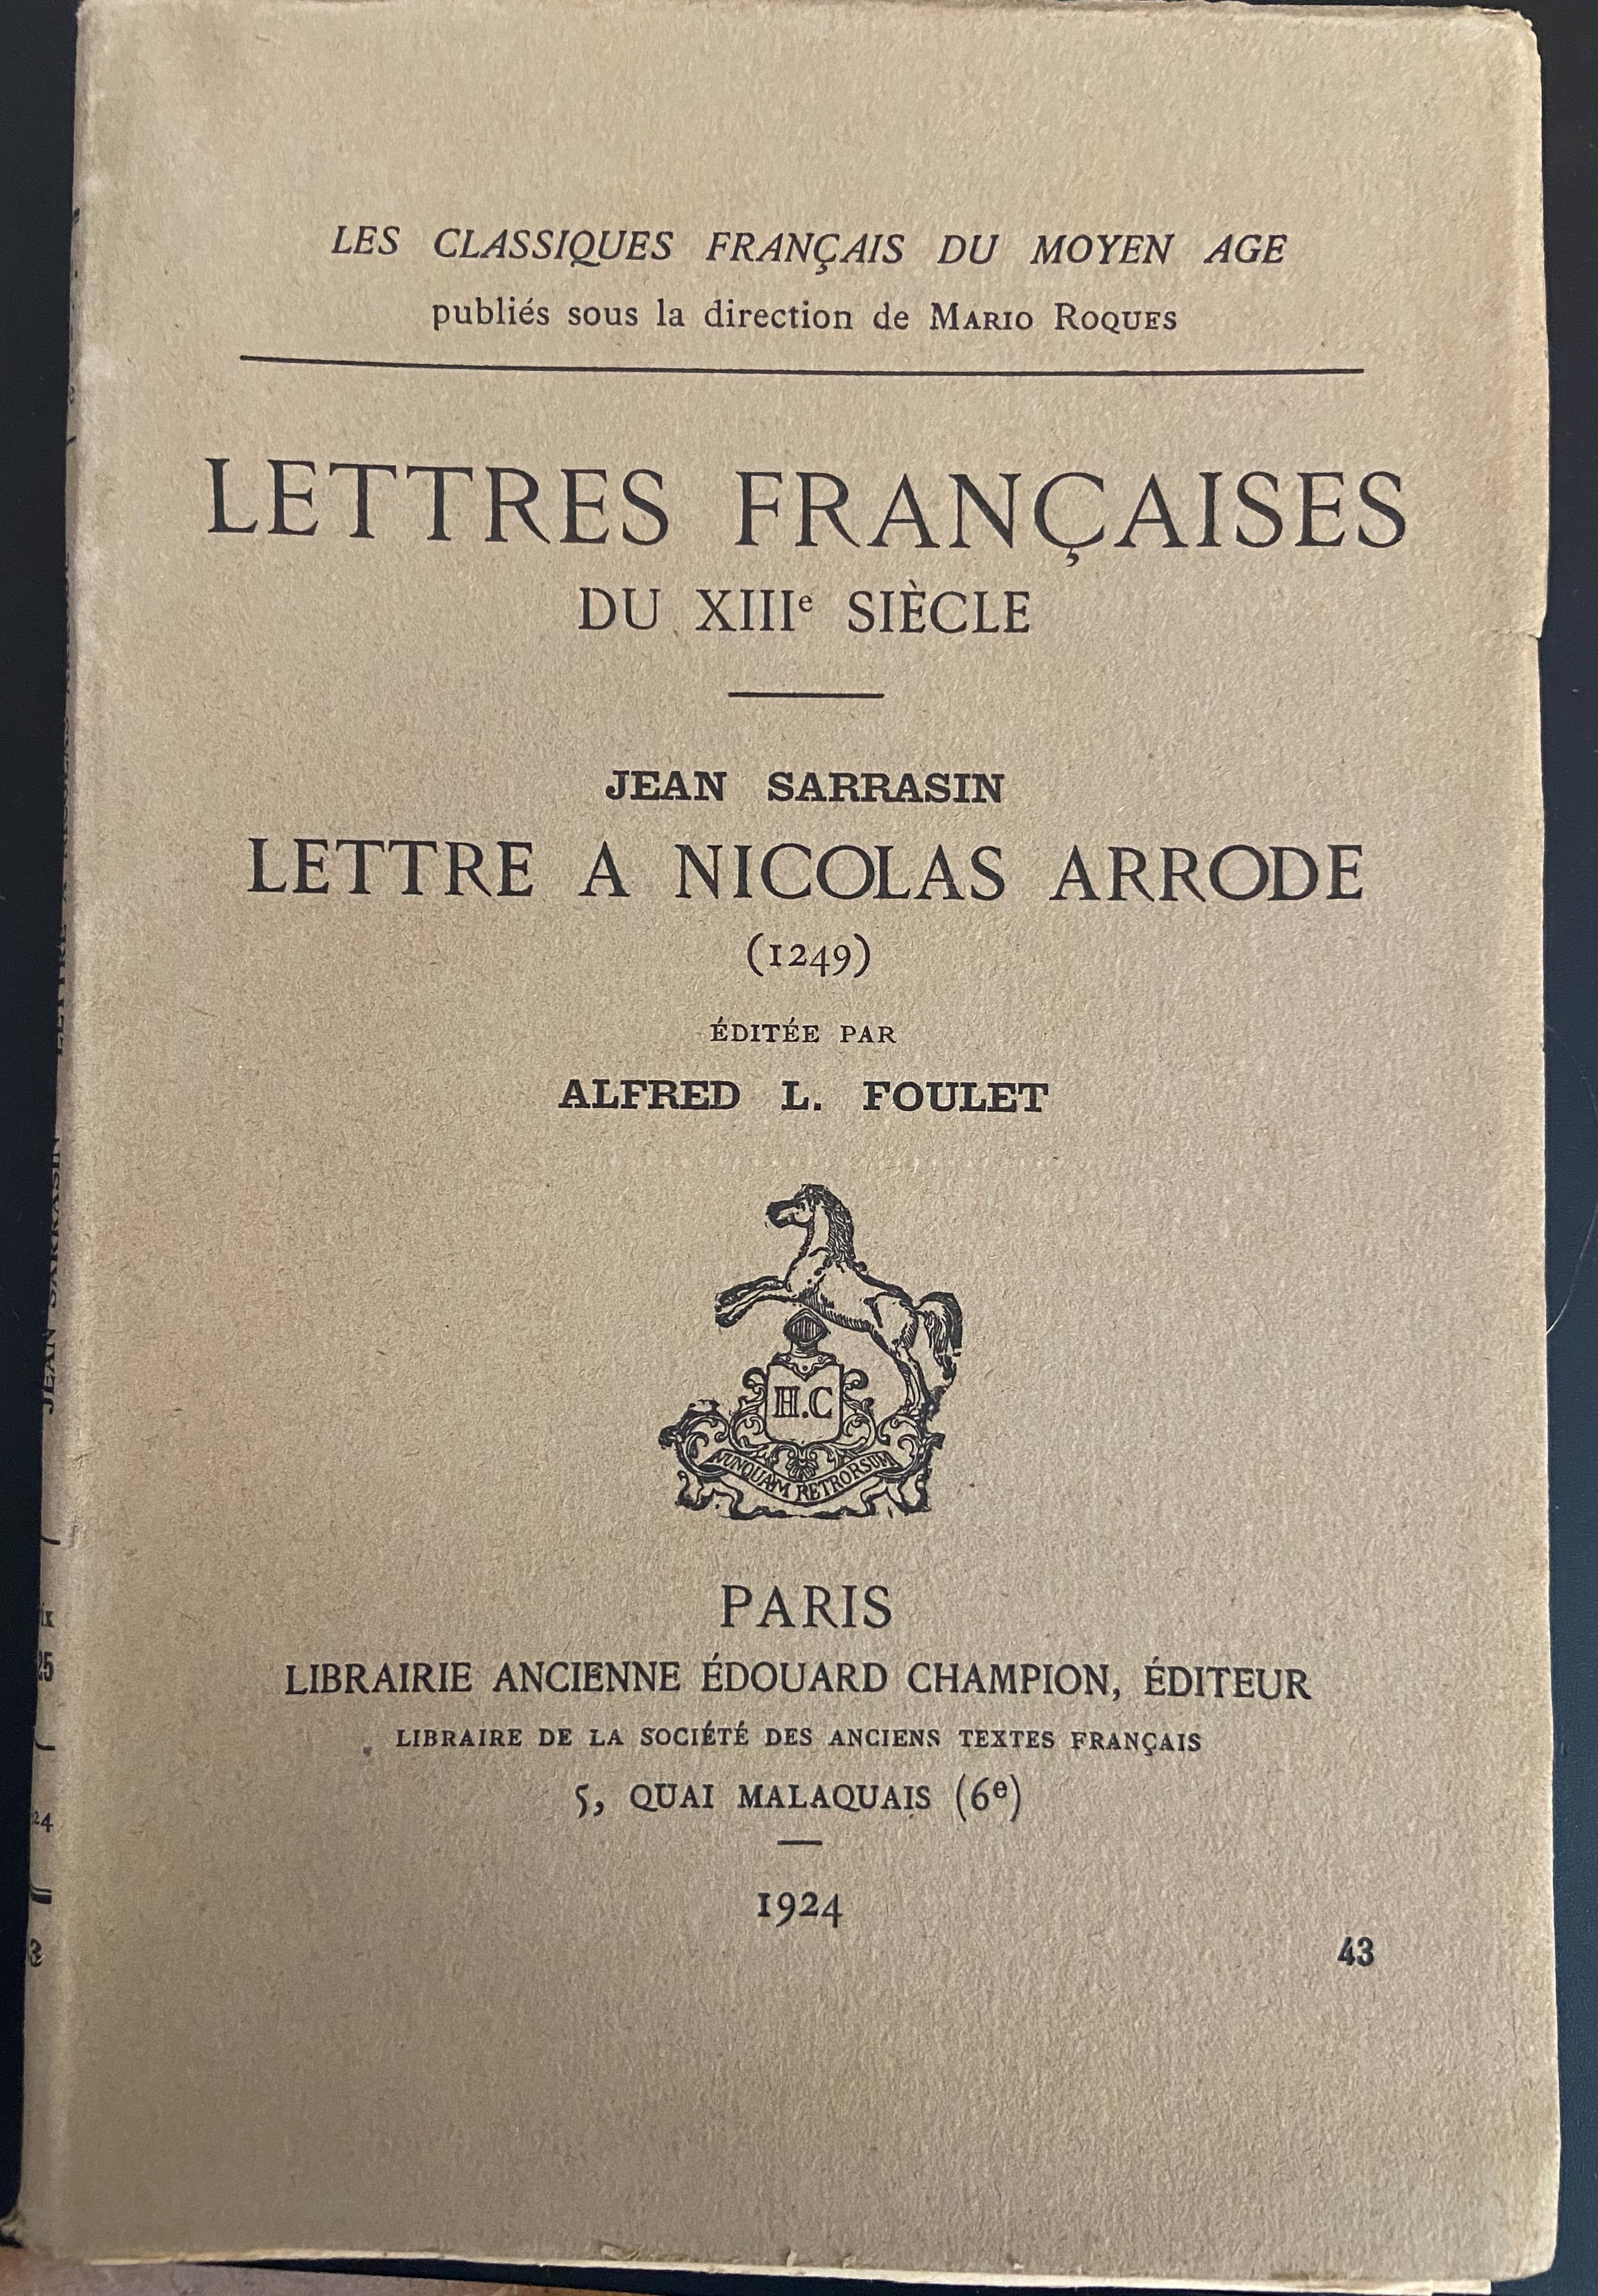 LES CLASSIQUES FRANÇAIS DU MOYEN AGE
publiés sous la direction de MARIO ROQUES
LETTRES FRANÇAISES
DU XIIIe SIÈCLE
JEAN SARRASIN
LETTRE A NICOLAS ARRODE
(1249)
ÉDITÉE PAR
ALFRED L. FOULET
H.C
NUNQUAM RETRORSUM
PARIS
LIBRAIRIE ANCIENNE ÉDOUARD CHAMPION, ÉDITEUR
LIBRAIRE DE LA SOCIÉTÉ DES ANCIENS TEXTES FRANÇAIS
5, QUAI MALAQUAIS (6e)
1924
43
JEAN SARRASIN